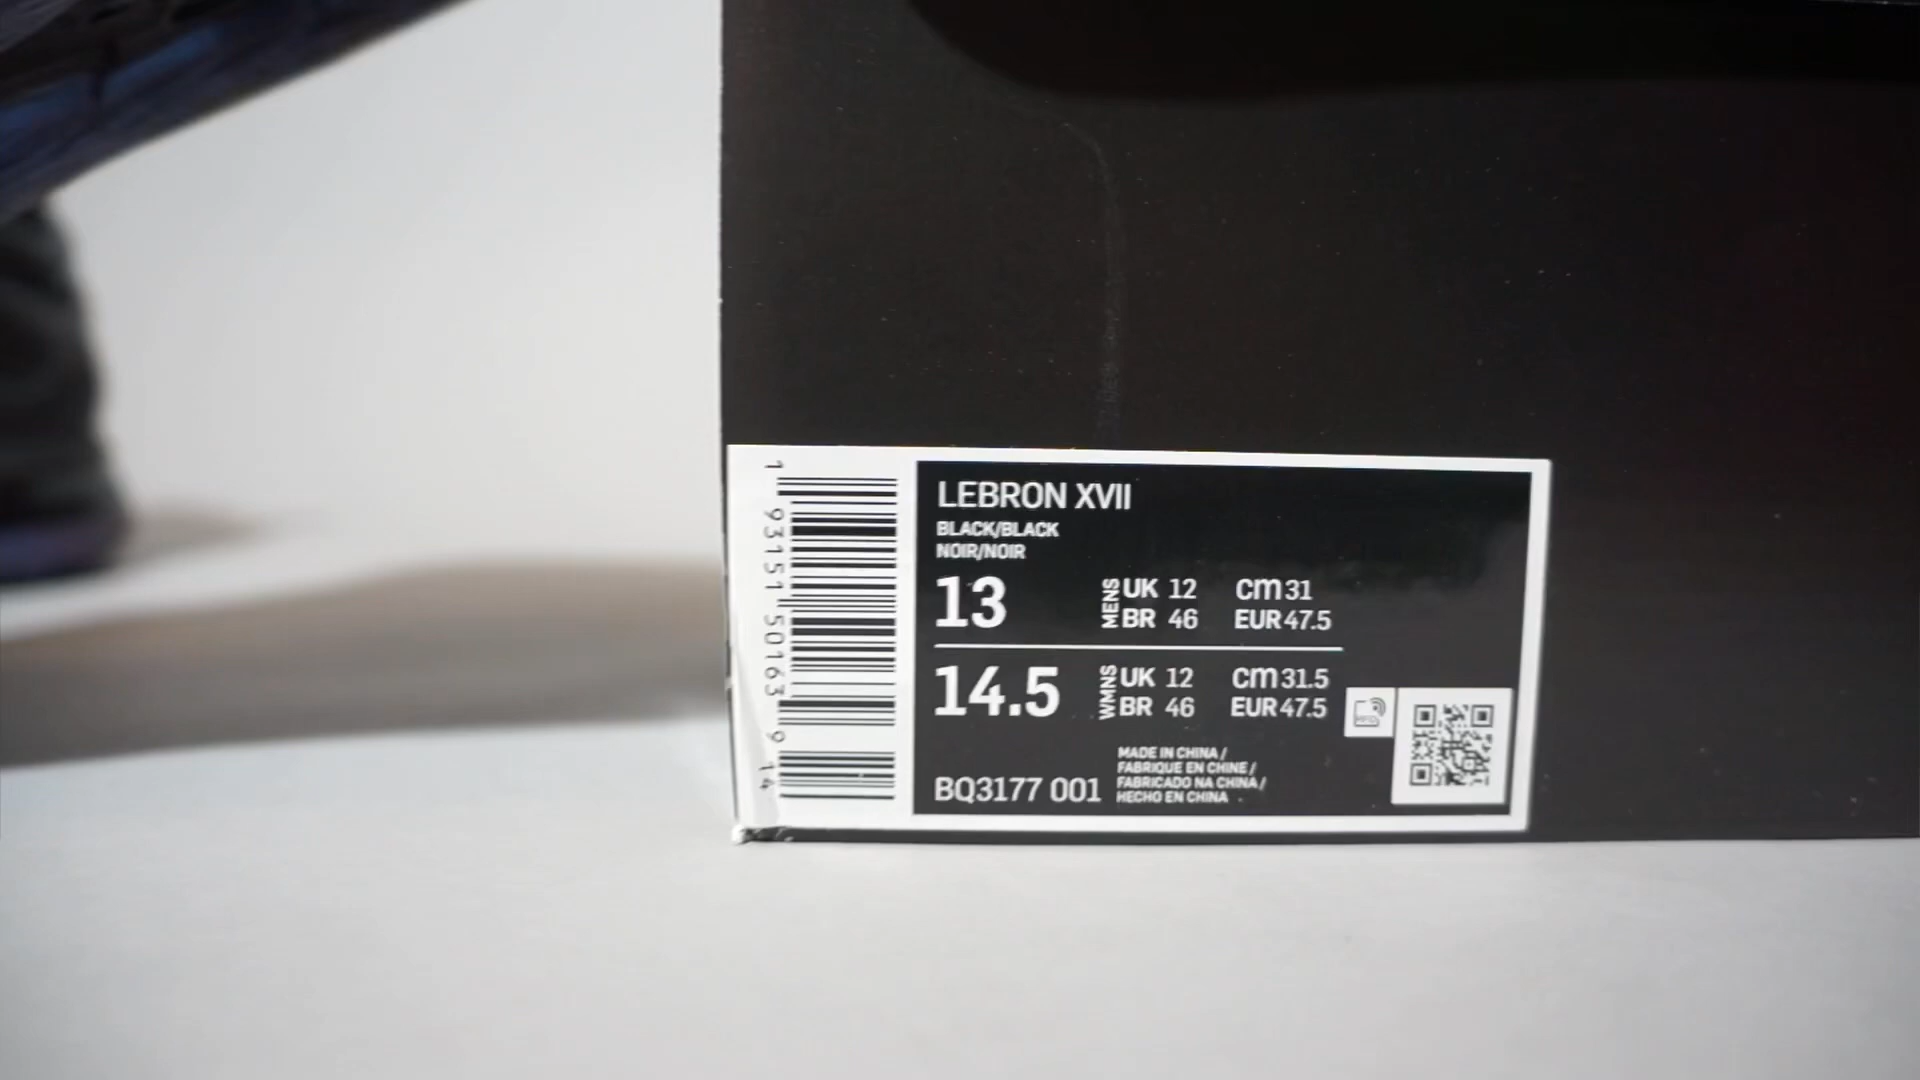 1 93151 50163 9 14
LEBRON XVII
BLACK/BLACK
NOIR/NOIR
13 MENS UK 12 cm 31
BR 46 EUR 47.5
14.5 WMNS UK 12 cm 31.5
BR 46 EUR 47.5
BQ3177 001
MADE IN CHINA /
FABRIQUE EN CHINE /
FABRICADO NA CHINA /
HECHO EN CHINA